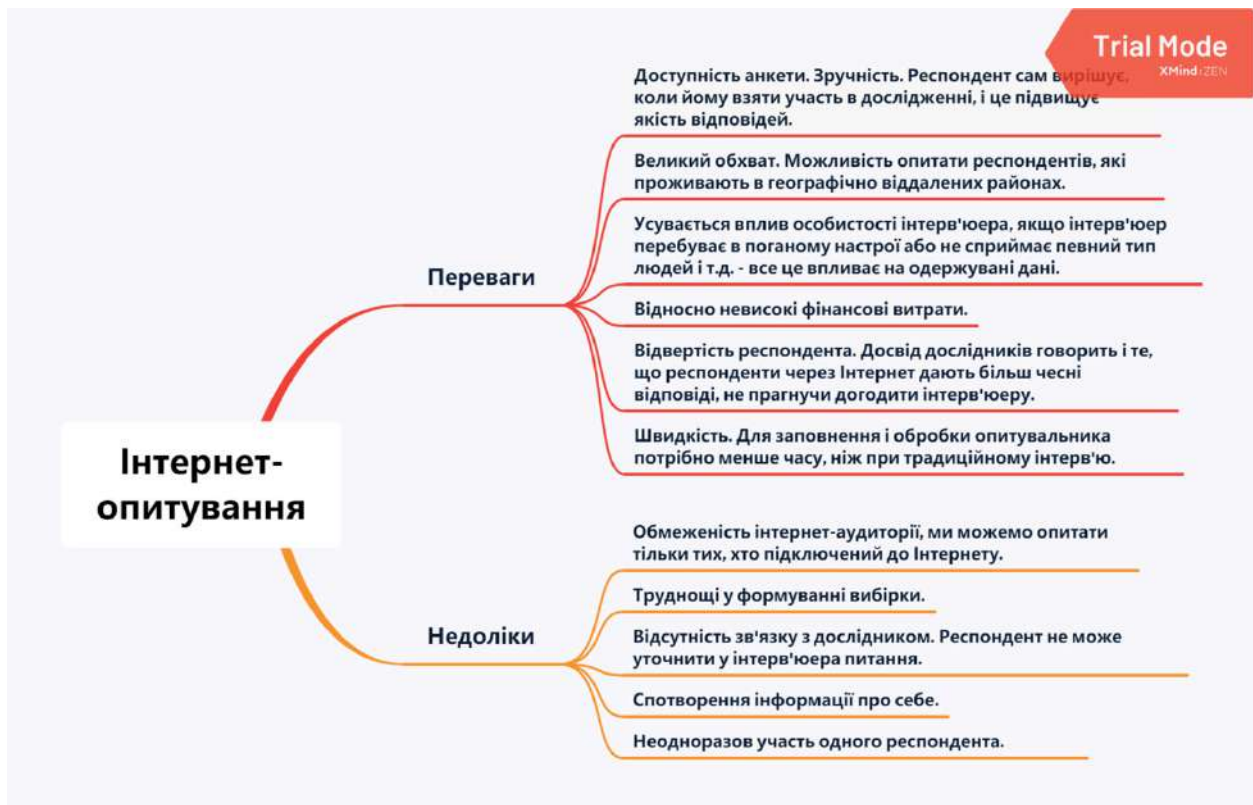 Trial Mode
XMind:ZEN
Доступність анкети. Зручність. Респондент сам вирішує,
коли йому взяти участь в дослідженні, і це підвищує
якість відповідей.
Великий обхват. Можливість опитати респондентів, які
проживають в географічно віддалених районах.
Усувається вплив особистості інтерв'юера, якщо інтерв'юер
перебуває в поганому настрої або не сприймає певний тип
людей і т.д. - все це впливає на одержувані дані.
Переваги
Відносно невисокі фінансові витрати.
Відвертість респондента. Досвід дослідників говорить і те,
що респонденти через Інтернет дають більш чесні
відповіді, не прагнучи догодити інтерв'юеру.
Швидкість. Для заповнення і обробки опитувальника
потрібно менше часу, ніж при традиційному інтерв'ю.
Інтернет-
опитування
Обмеженість інтернет-аудиторії, ми можемо опитати
тільки тих, хто підключений до Інтернету.
Труднощі у формуванні вибірки.
Недоліки
Відсутність зв'язку з дослідником. Респондент не може
уточнити у інтерв'юера питання.
Спотворення інформації про себе.
Неодноразов участь одного респондента.